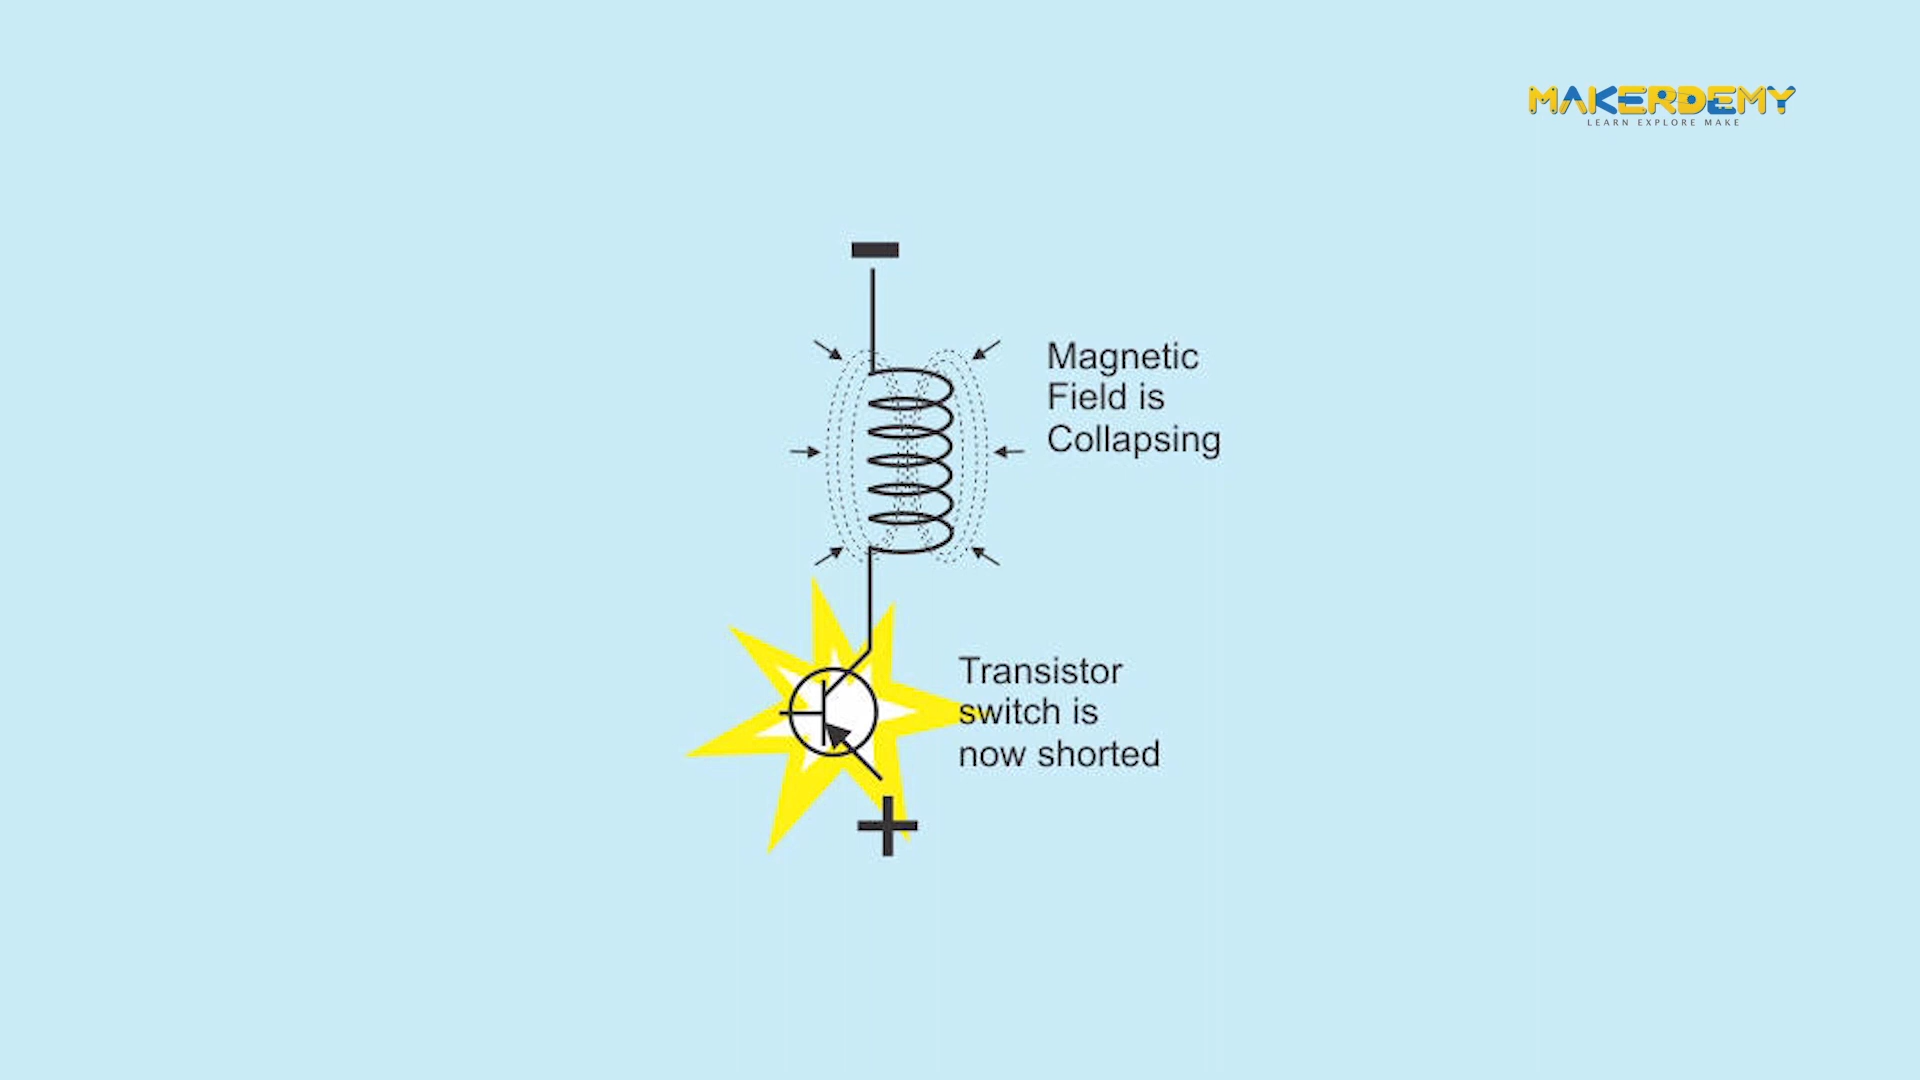 MAKERDEMY
LEARN EXPLORE MAKE
Magnetic
Field is
Collapsing
Transistor
switch is
now shorted